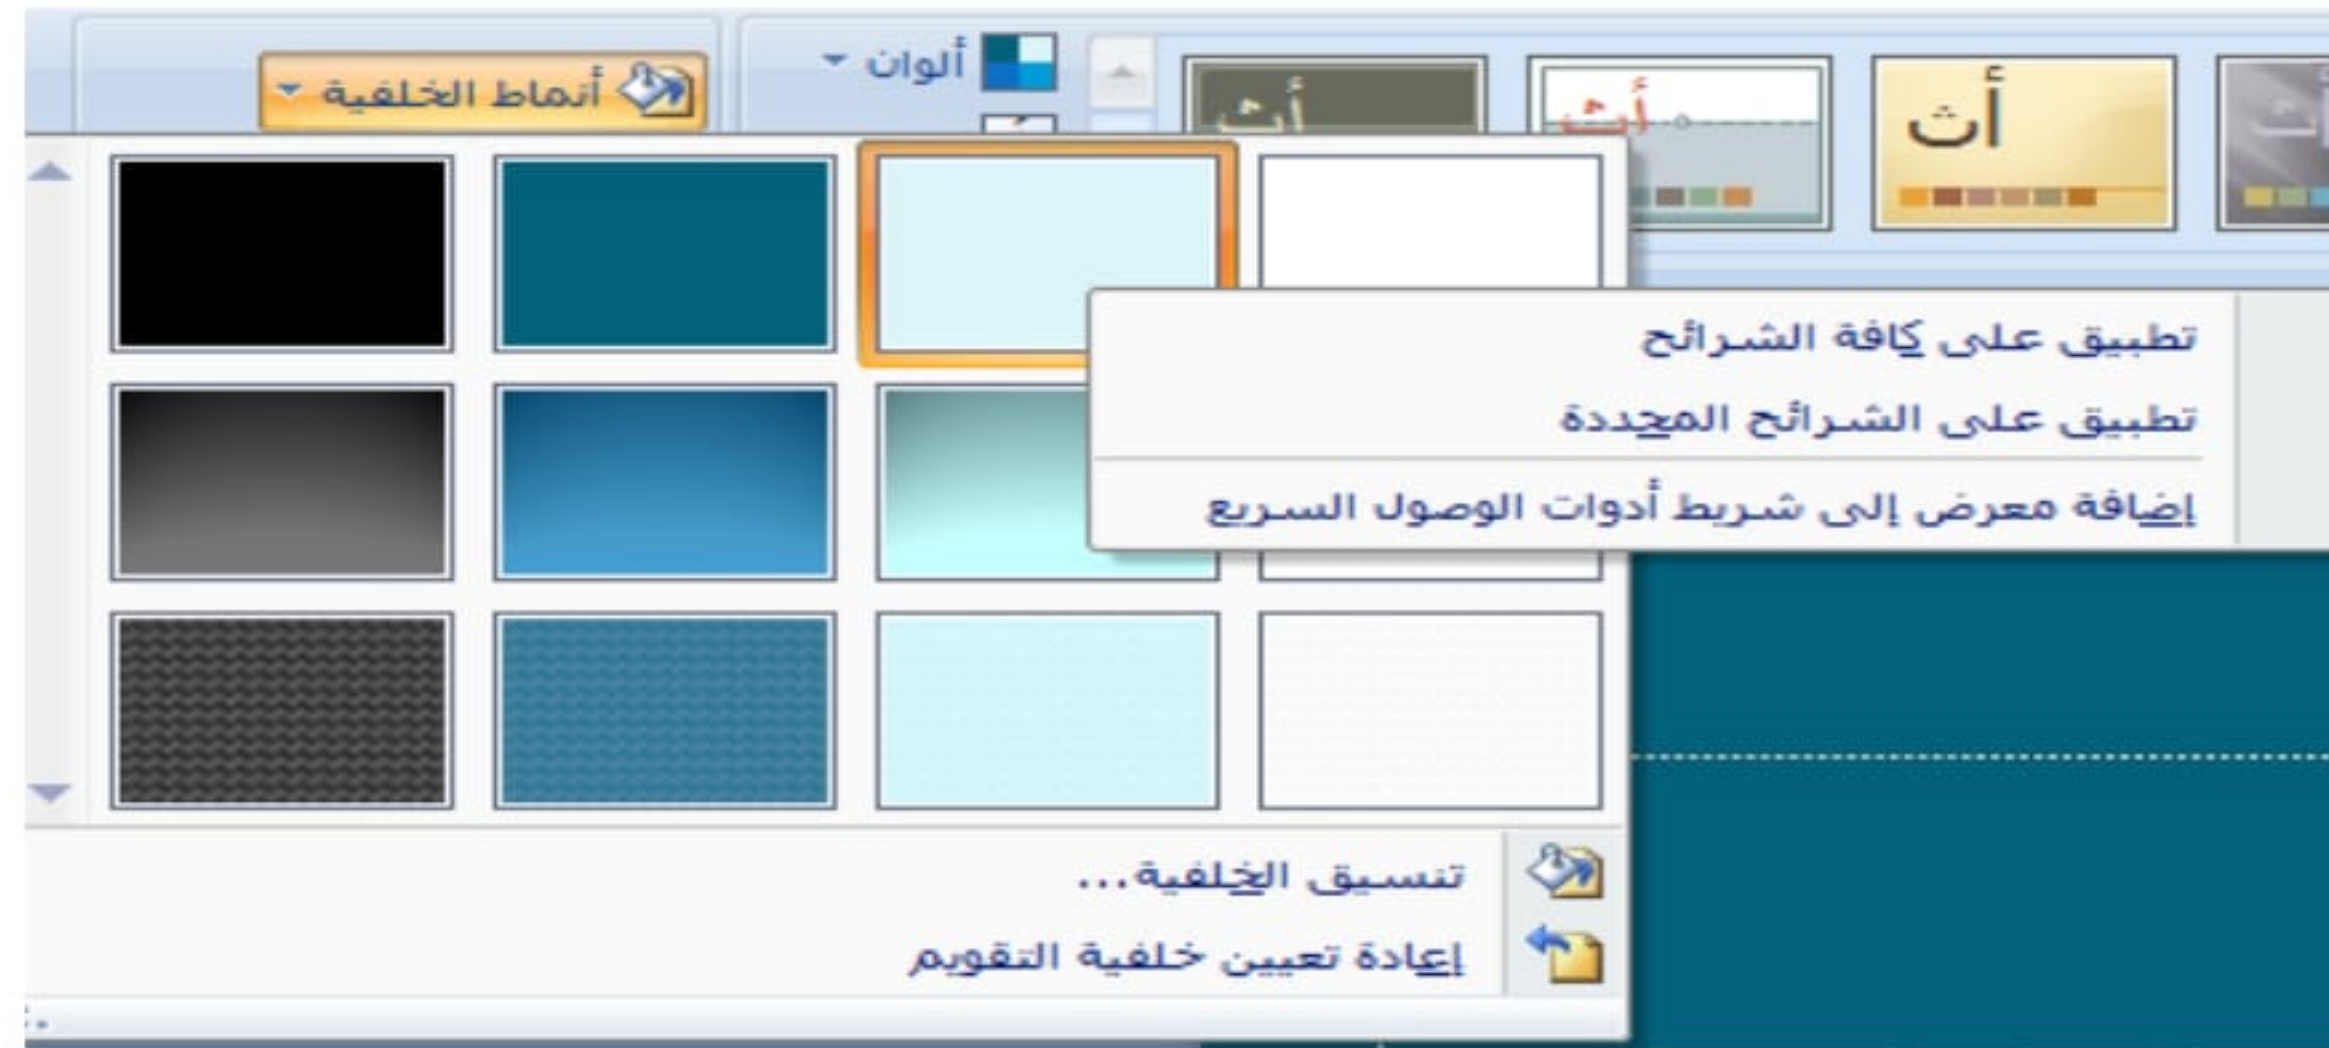 ألوان
أنماط الخلفية
أث
أث
أث
أث
تطبيق على كافة الشرائح
تطبيق على الشرائح المحددة
إضافة معرض إلى شريط أدوات الوصول السريع
تنسيق الخلفية...
إعادة تعيين خلفية التقويم